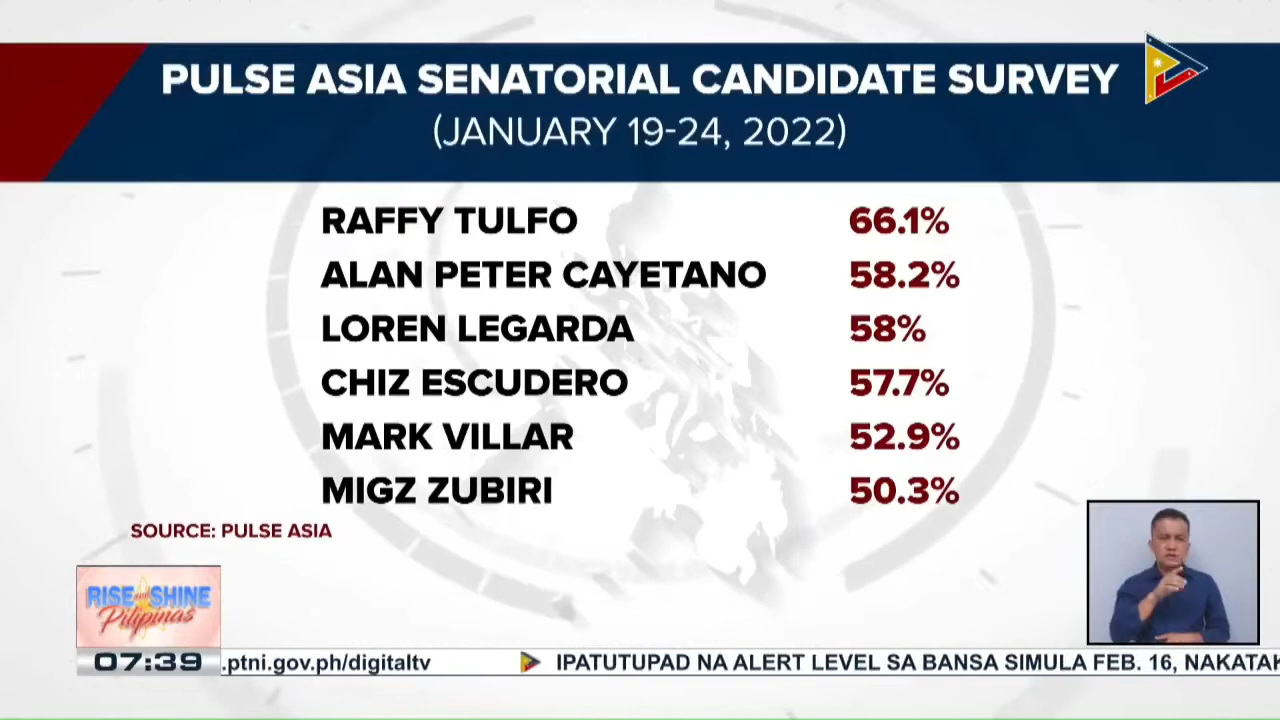 PULSE ASIA SENATORIAL CANDIDATE SURVEY
(JANUARY 19-24, 2022)
RAFFY TULFO 66.1%
ALAN PETER CAYETANO 58.2%
LOREN LEGARDA 58%
CHIZ ESCUDERO 57.7%
MARK VILLAR 52.9%
MIGZ ZUBIRI 50.3%
SOURCE: PULSE ASIA
RISE and SHINE
Pilipinas
07:39 .ptni.gov.ph/digitaltv IPATUTUPAD NA ALERT LEVEL SA BANSA SIMULA FEB. 16, NAKATAK